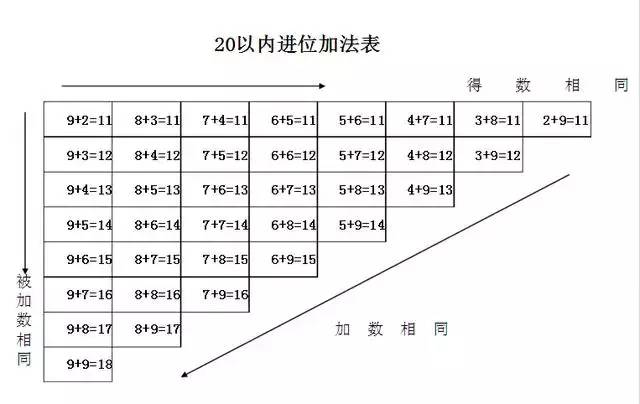 20以内进位加法表
得数相同
9+2=11 8+3=11 7+4=11 6+5=11 5+6=11 4+7=11 3+8=11 2+9=11
9+3=12 8+4=12 7+5=12 6+6=12 5+7=12 4+8=12 3+9=12
9+4=13 8+5=13 7+6=13 6+7=13 5+8=13 4+9=13
9+5=14 8+6=14 7+7=14 6+8=14 5+9=14
9+6=15 8+7=15 7+8=15 6+9=15
9+7=16 8+8=16 7+9=16
9+8=17 8+9=17
9+9=18
被加数相同
加数相同